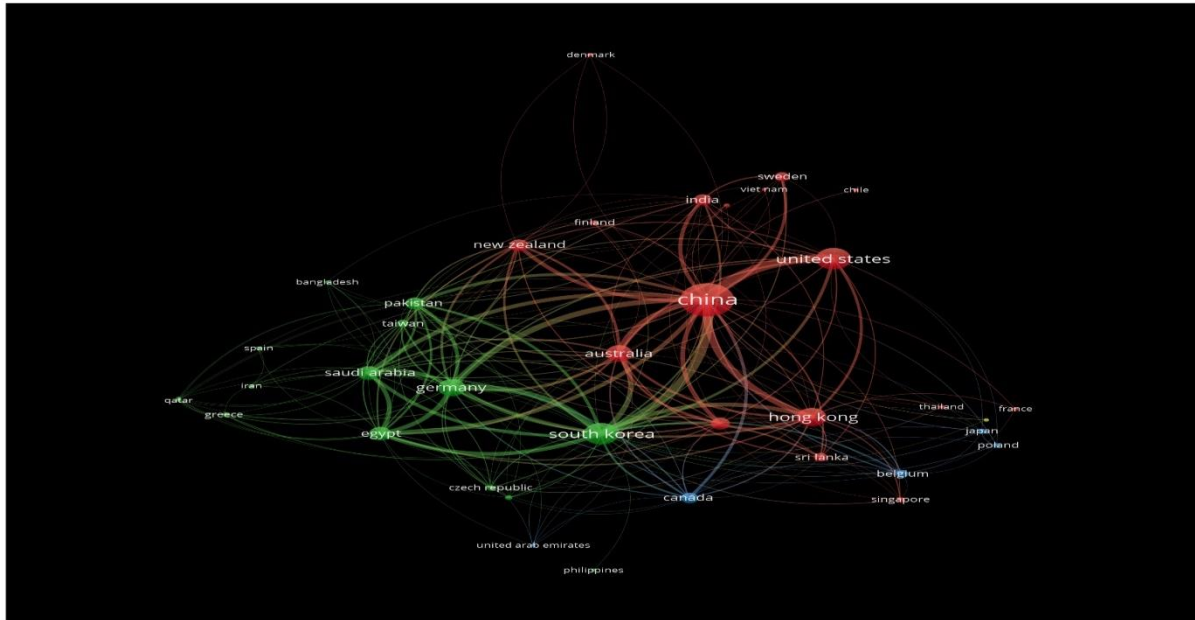 denmark
sweden
viet nam
chile
india
finland
new zealand
united states
bangladesh
china
pakistan
taiwan
spain
australia
saudi arabia
germany
iran
qatar
greece
thailand
france
hong kong
egypt
south korea
japan
poland
sri lanka
belgium
czech republic
canada
singapore
united arab emirates
philippines